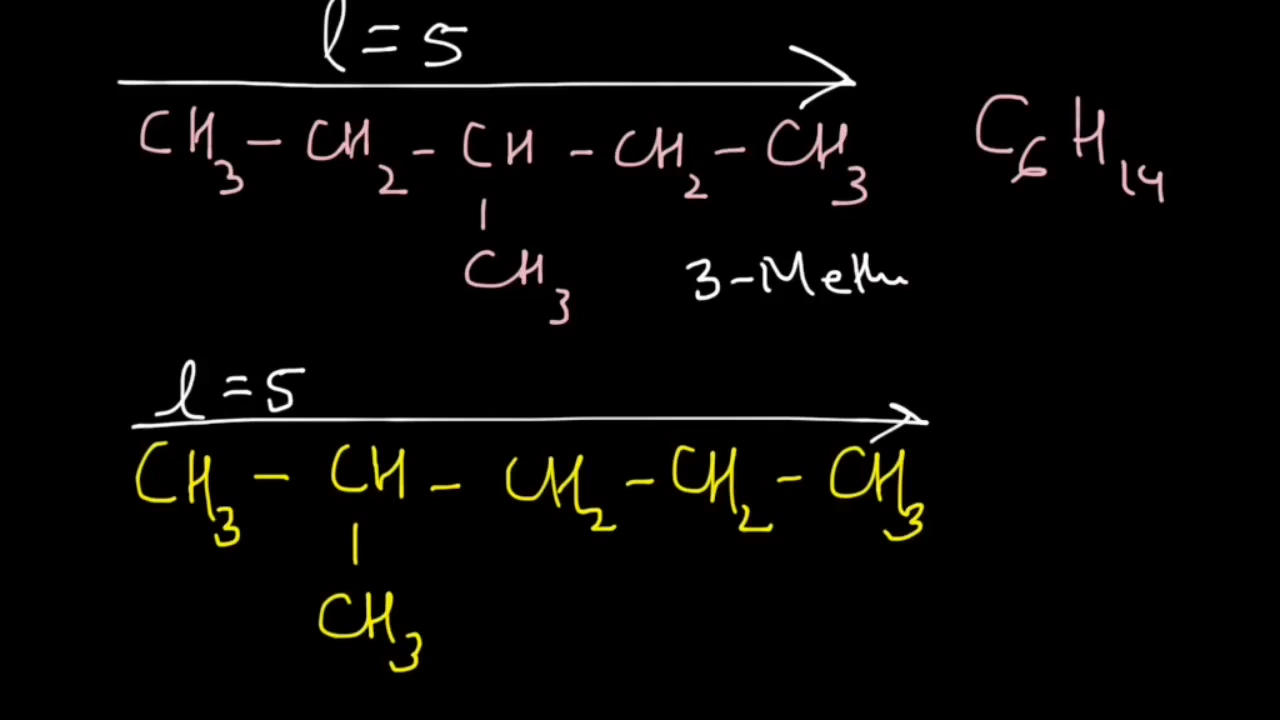 l = 5
CH₃ - CH₂ - CH - CH₂ - CH₃ C₆H₁₄
|
CH₃ 3-Meth
l = 5
CH₃ - CH - CH₂ - CH₂ - CH₃
|
CH₃